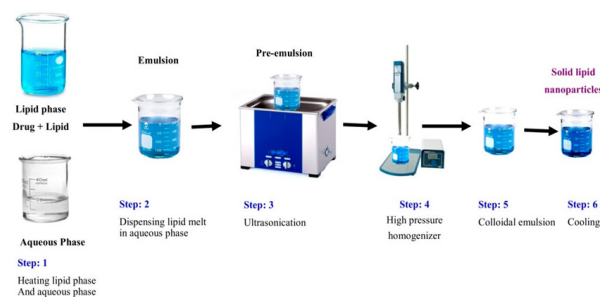 Lipid phase
Drug + Lipid
Aqueous Phase
Step: 1
Heating lipid phase
And aqueous phase
Emulsion
Step: 2
Dispensing lipid melt
in aqueous phase
Pre-emulsion
Step: 3
Ultrasonication
Step: 4
High pressure
homogenizer
Step: 5
Colloidal emulsion
Solid lipid
nanoparticles
Step: 6
Cooling